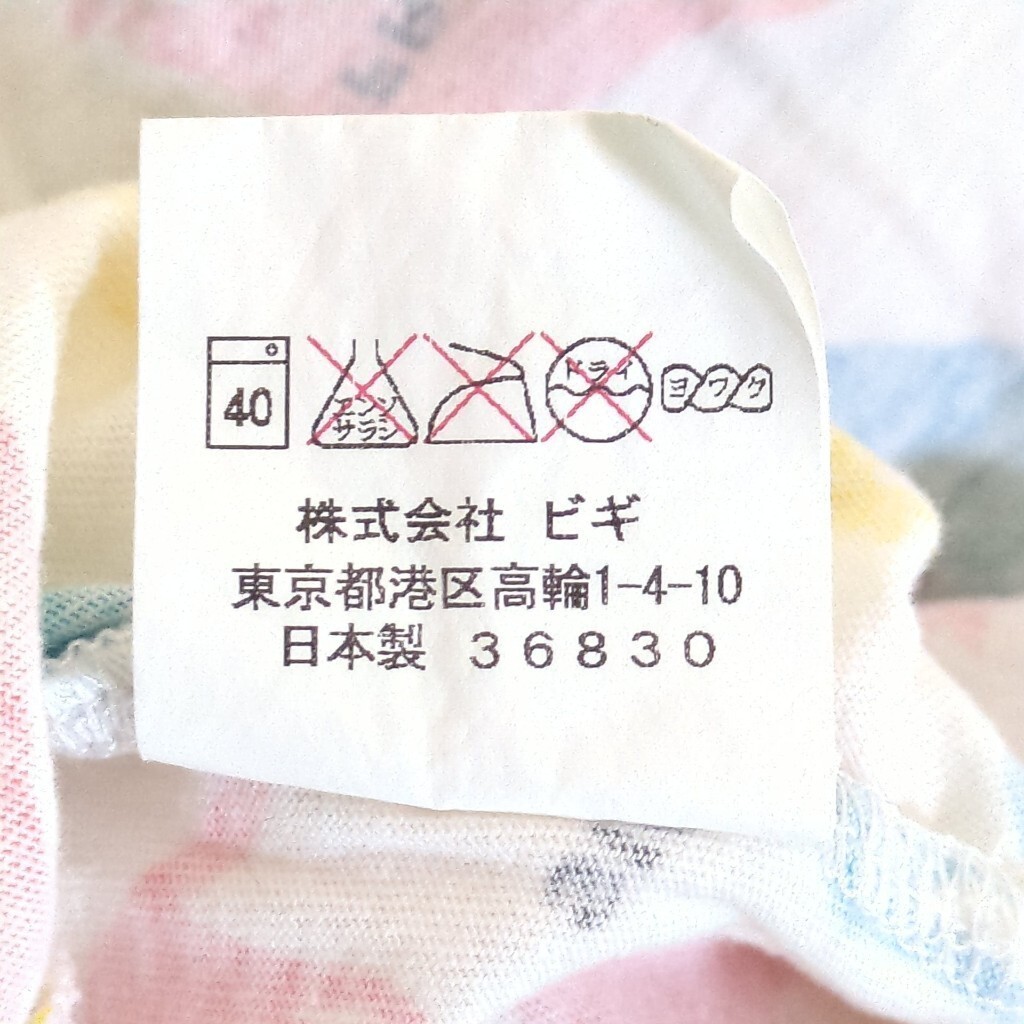 40 エンソサラシ ドライ ヨワク
株式会社 ビギ
東京都港区高輪1-4-10
日本製 36830